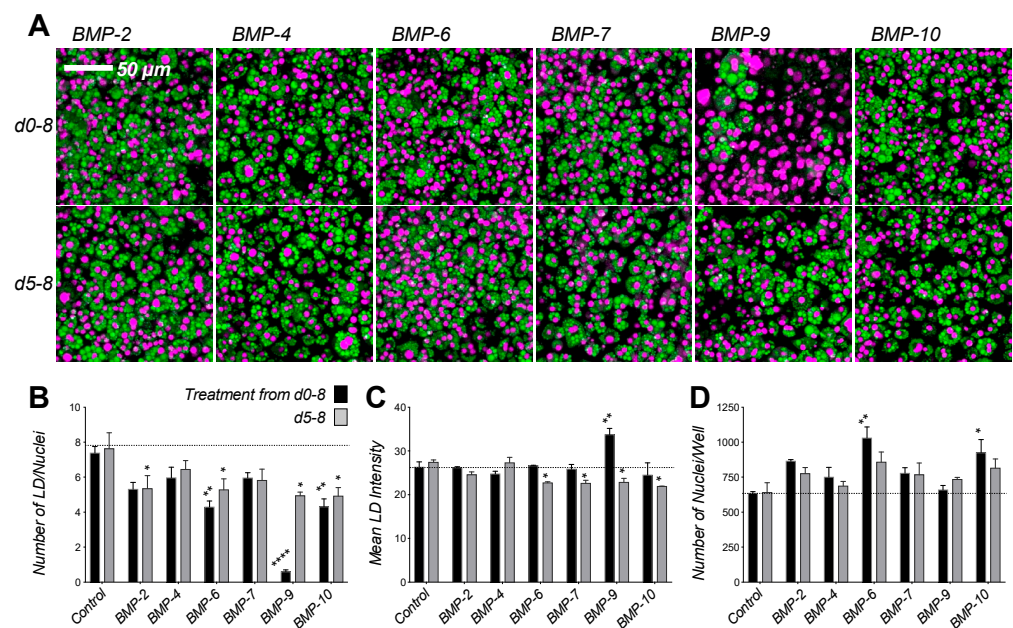 A
BMP-2 BMP-4 BMP-6 BMP-7 BMP-9 BMP-10
50 µm
d0-8
d5-8
B
Treatment from d0-8
d5-8
Number of LD/Nuclei
10
8
6
4
2
0
* ** * **** * ** *
Control BMP-2 BMP-4 BMP-6 BMP-7 BMP-9 BMP-10
C
Mean LD Intensity
40
30
20
10
0
* * ** * *
Control BMP-2 BMP-4 BMP-6 BMP-7 BMP-9 BMP-10
D
Number of Nuclei/Well
1250
1000
750
500
250
0
** *
Control BMP-2 BMP-4 BMP-6 BMP-7 BMP-9 BMP-10